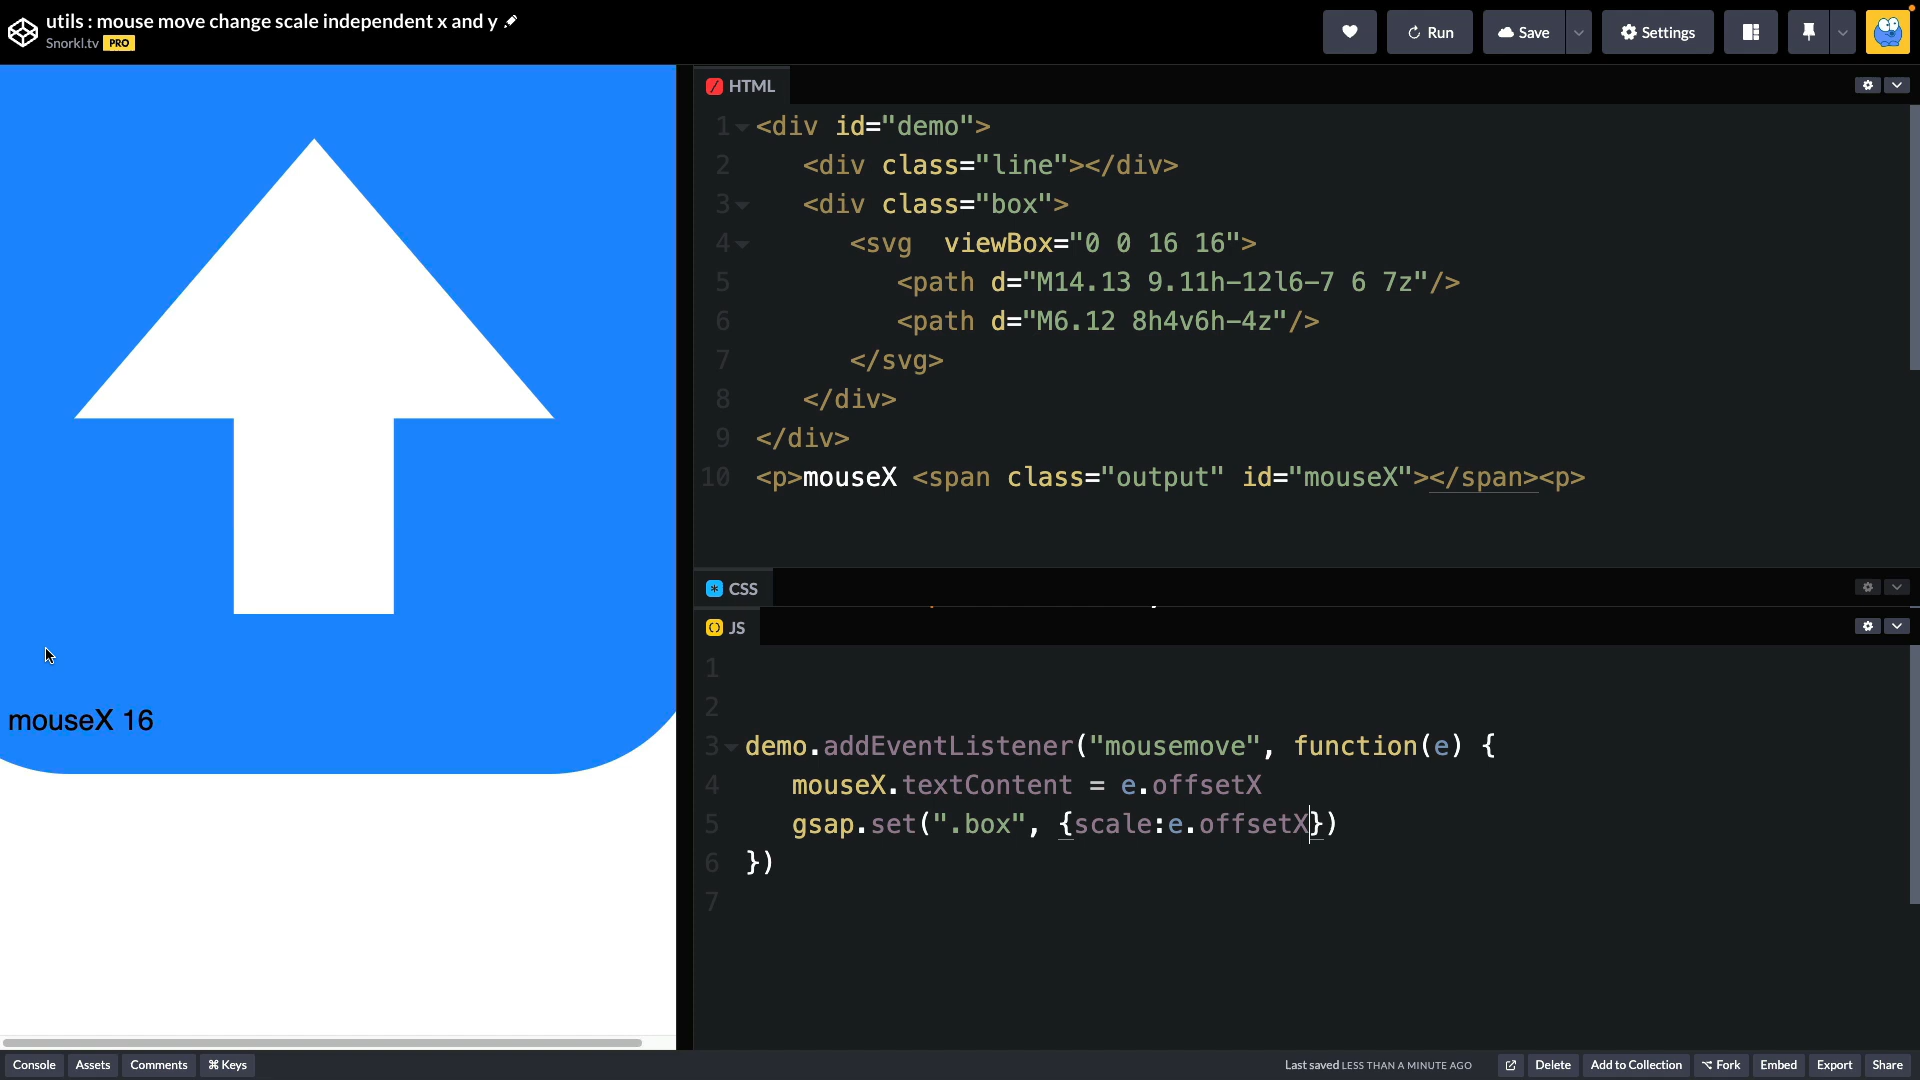 utils : mouse move change scale independent x and y
Snorkl.tv PRO
Run
Save
Settings
mouseX 16
HTML
1 <div id="demo">
2 <div class="line"></div>
3 <div class="box">
4 <svg  viewBox="0 0 16 16">
5 <path d="M14.13 9.11h-12l6-7 6 7z"/>
6 <path d="M6.12 8h4v6h-4z"/>
7 </svg>
8 </div>
9 </div>
10 <p>mouseX <span class="output" id="mouseX"></span><p>
CSS
JS
1
2
3 demo.addEventListener("mousemove", function(e) {
4 mouseX.textContent = e.offsetX
5 gsap.set(".box", {scale:e.offsetX})
6 })
7
Console
Assets
Comments
⌘ Keys
Last saved LESS THAN A MINUTE AGO
Delete
Add to Collection
Fork
Embed
Export
Share